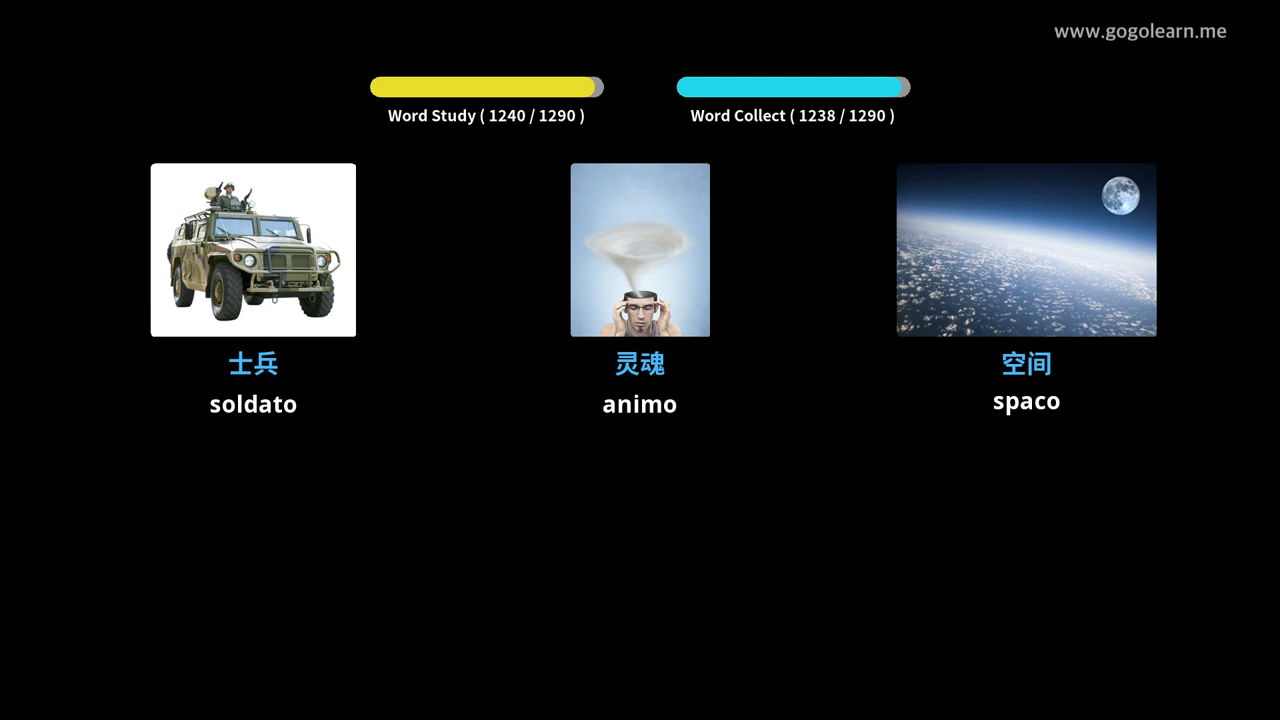 www.gogolearn.me
Word Study ( 1240 / 1290 )
Word Collect ( 1238 / 1290 )
士兵
soldato
灵魂
animo
空间
spaco